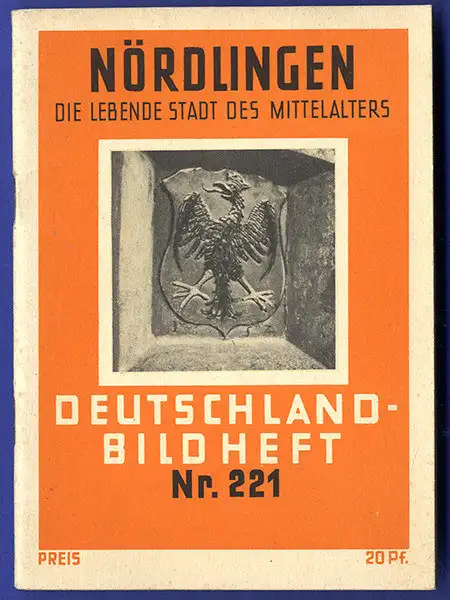 NÖRDLINGEN
DIE LEBENDE STADT DES MITTELALTERS
DEUTSCHLAND-
BILDHEFT
Nr. 221
PREIS 20 Pf.